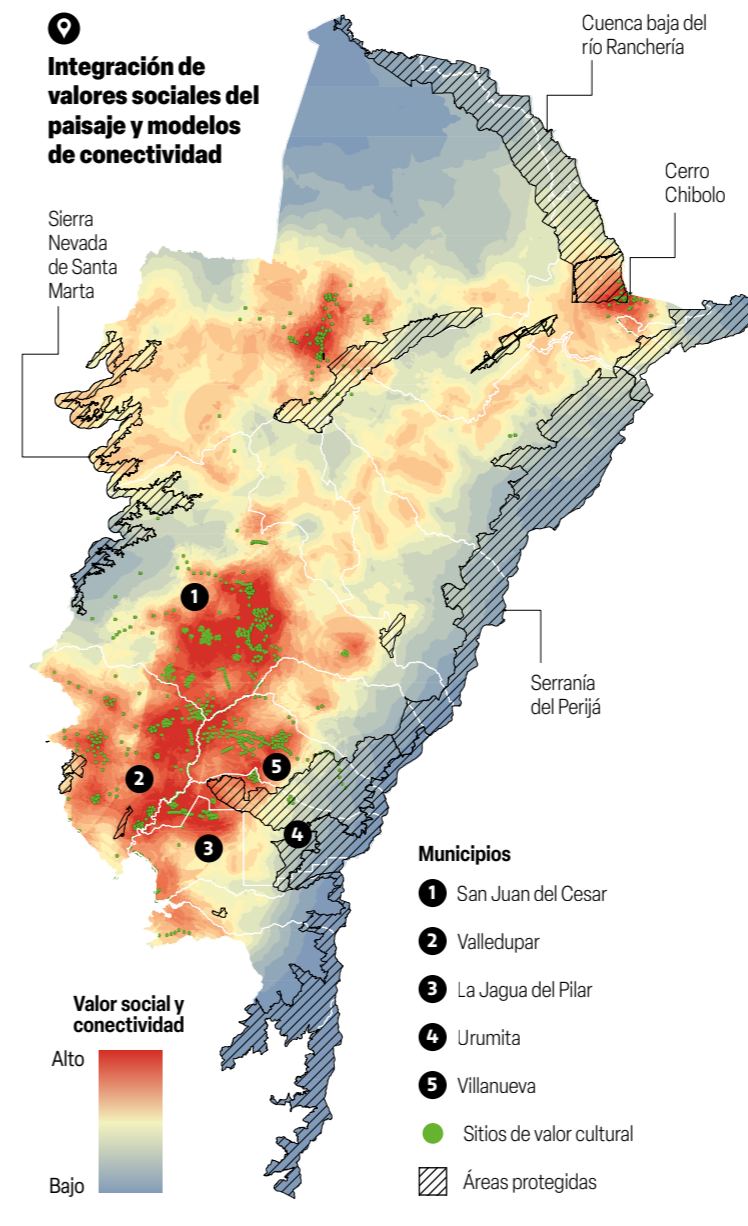 Integración de
valores sociales del
paisaje y modelos
de conectividad
Cuenca baja del
río Ranchería
Cerro
Chibolo
Sierra
Nevada
de Santa
Marta
1
2
5
4
3
Serranía
del Perijá
Municipios
1 San Juan del Cesar
2 Valledupar
3 La Jagua del Pilar
4 Urumita
5 Villanueva
Sitios de valor cultural
Áreas protegidas
Valor social y
conectividad
Alto
Bajo